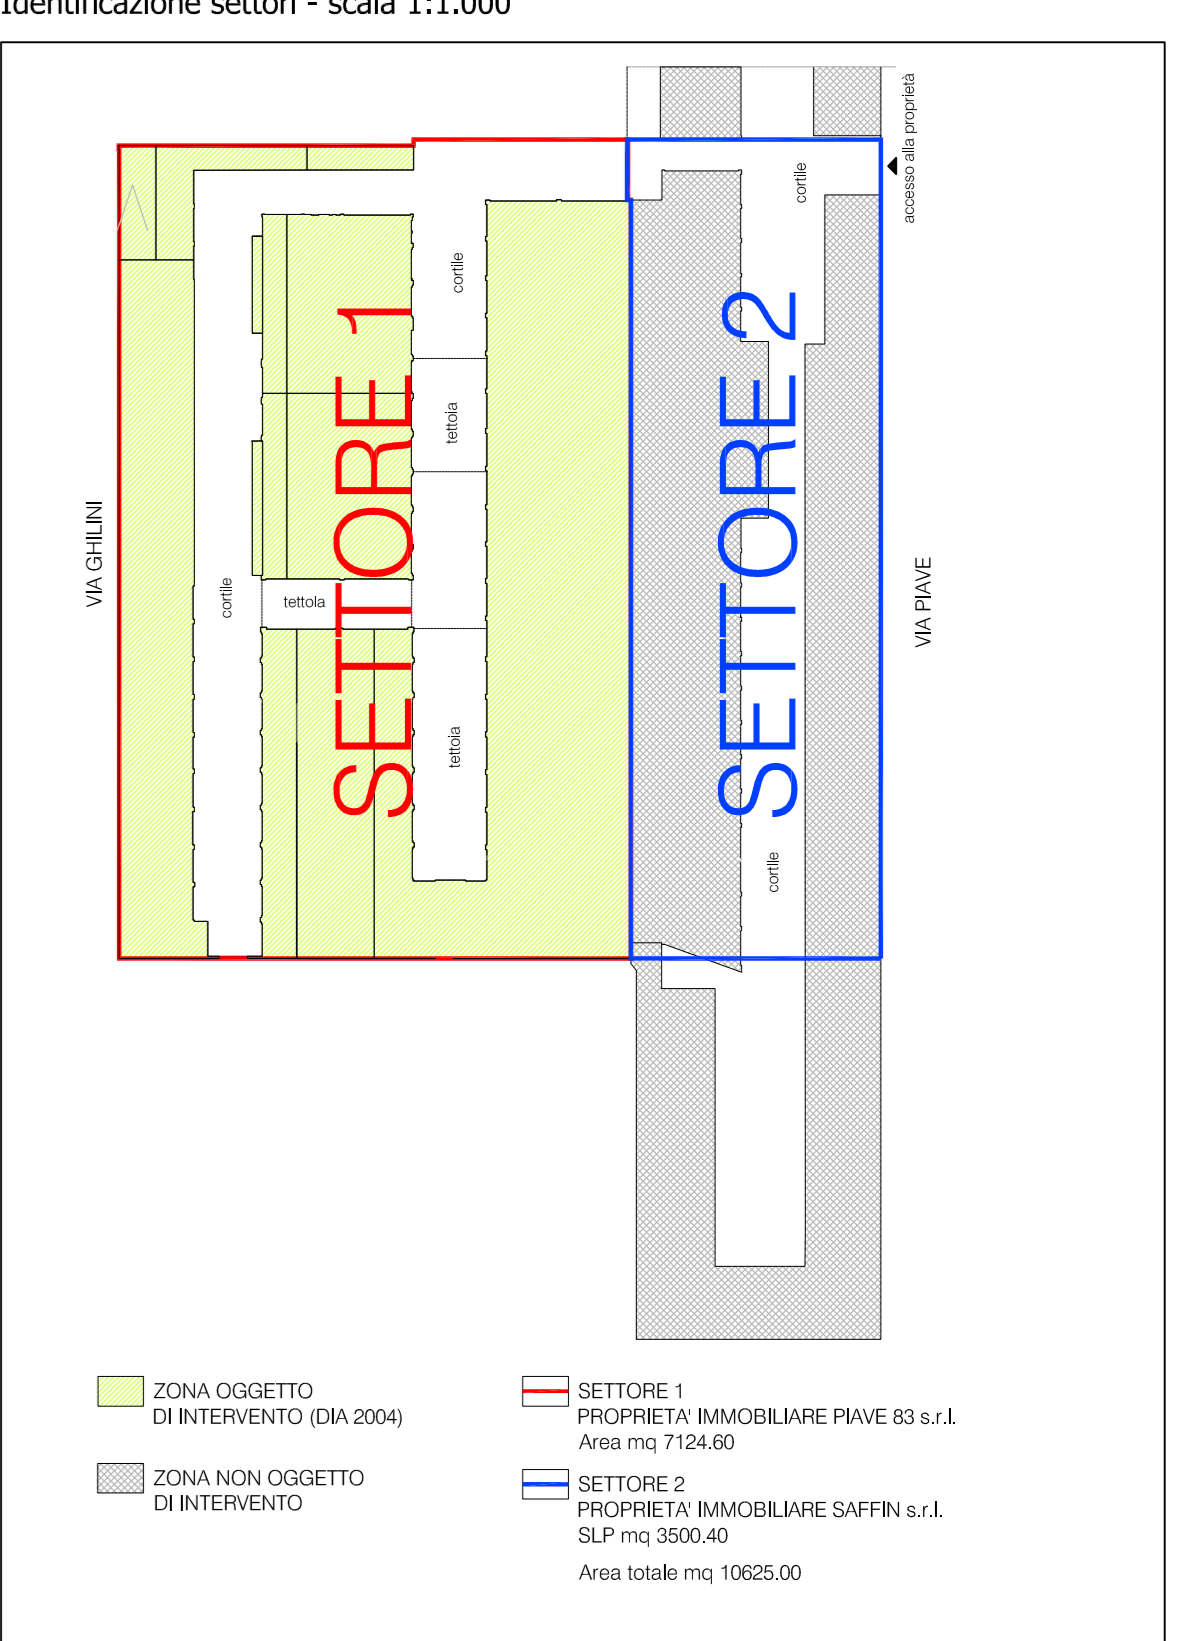 Identificazione settori - scala 1:1.000
accesso alla proprietà
cortile
cortile
SETTORE 1
SETTORE 2
tettoia
VIA GHILINI
cortile
tettoia
VIA PIAVE
tettoia
cortile
ZONA OGGETTO
DI INTERVENTO (DIA 2004)
ZONA NON OGGETTO
DI INTERVENTO
SETTORE 1
PROPRIETA' IMMOBILIARE PIAVE 83 s.r.l.
Area mq 7124.60
SETTORE 2
PROPRIETA' IMMOBILIARE SAFFIN s.r.l.
SLP mq 3500.40
Area totale mq 10625.00